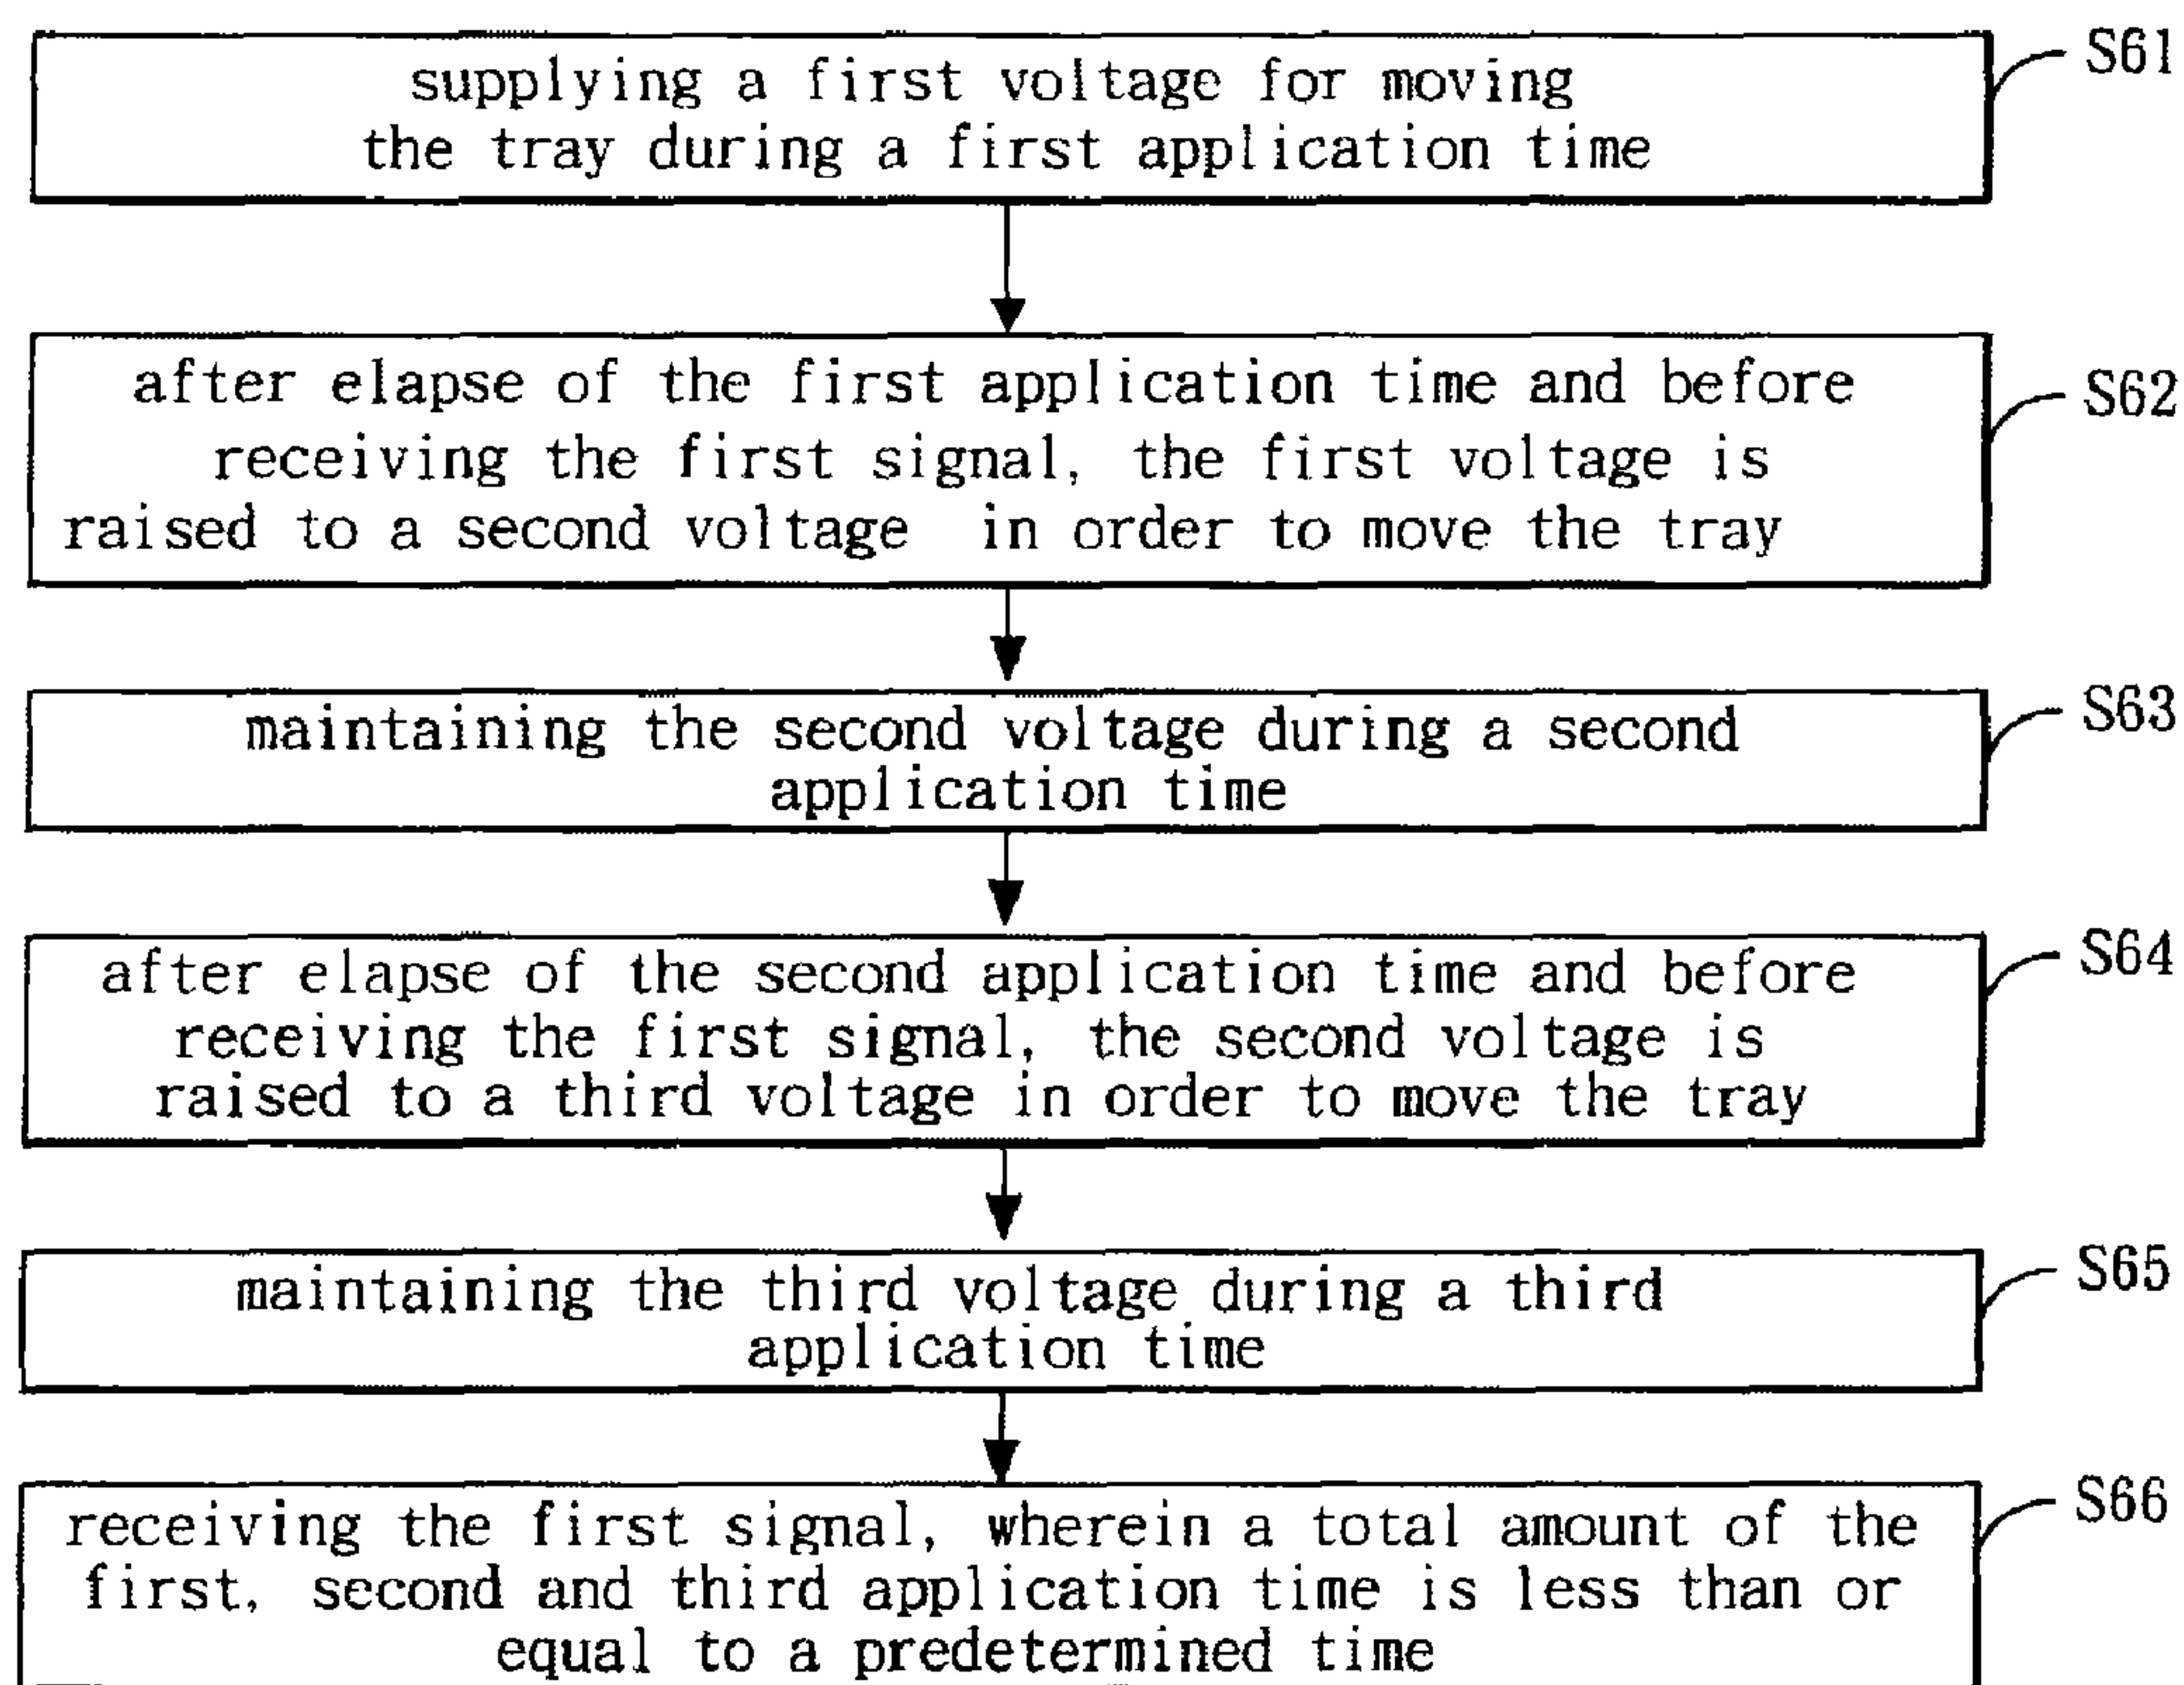 supplying a first voltage for moving
the tray during a first application time
S61
after elapse of the first application time and before
receiving the first signal, the first voltage is
raised to a second voltage in order to move the tray
S62
maintaining the second voltage during a second
application time
S63
after elapse of the second application time and before
receiving the first signal, the second voltage is
raised to a third voltage in order to move the tray
S64
maintaining the third voltage during a third
application time
S65
receiving the first signal, wherein a total amount of the
first, second and third application time is less than or
equal to a predetermined time
S66